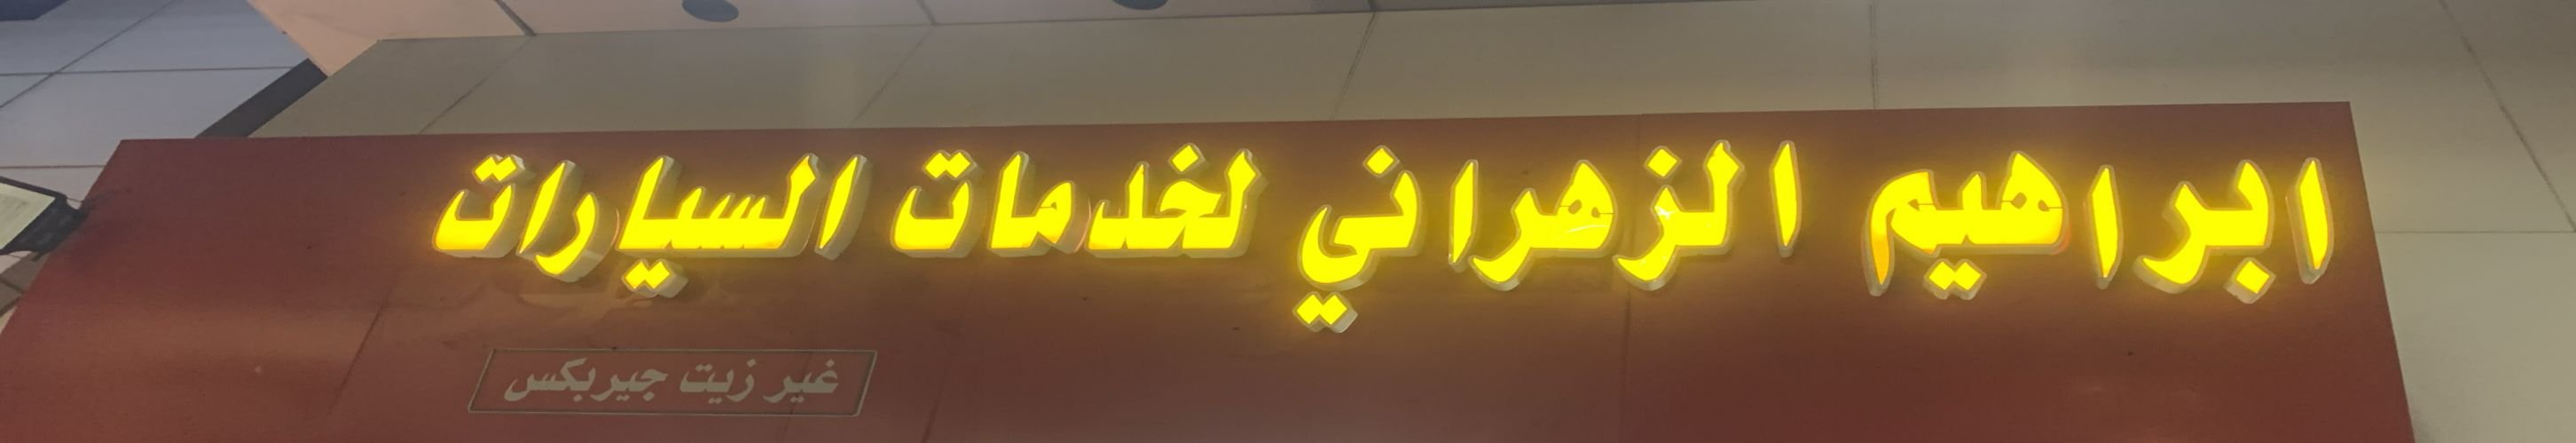 ابراهيم الزهراني لخدمات السيارات
غير زيت جيربكس